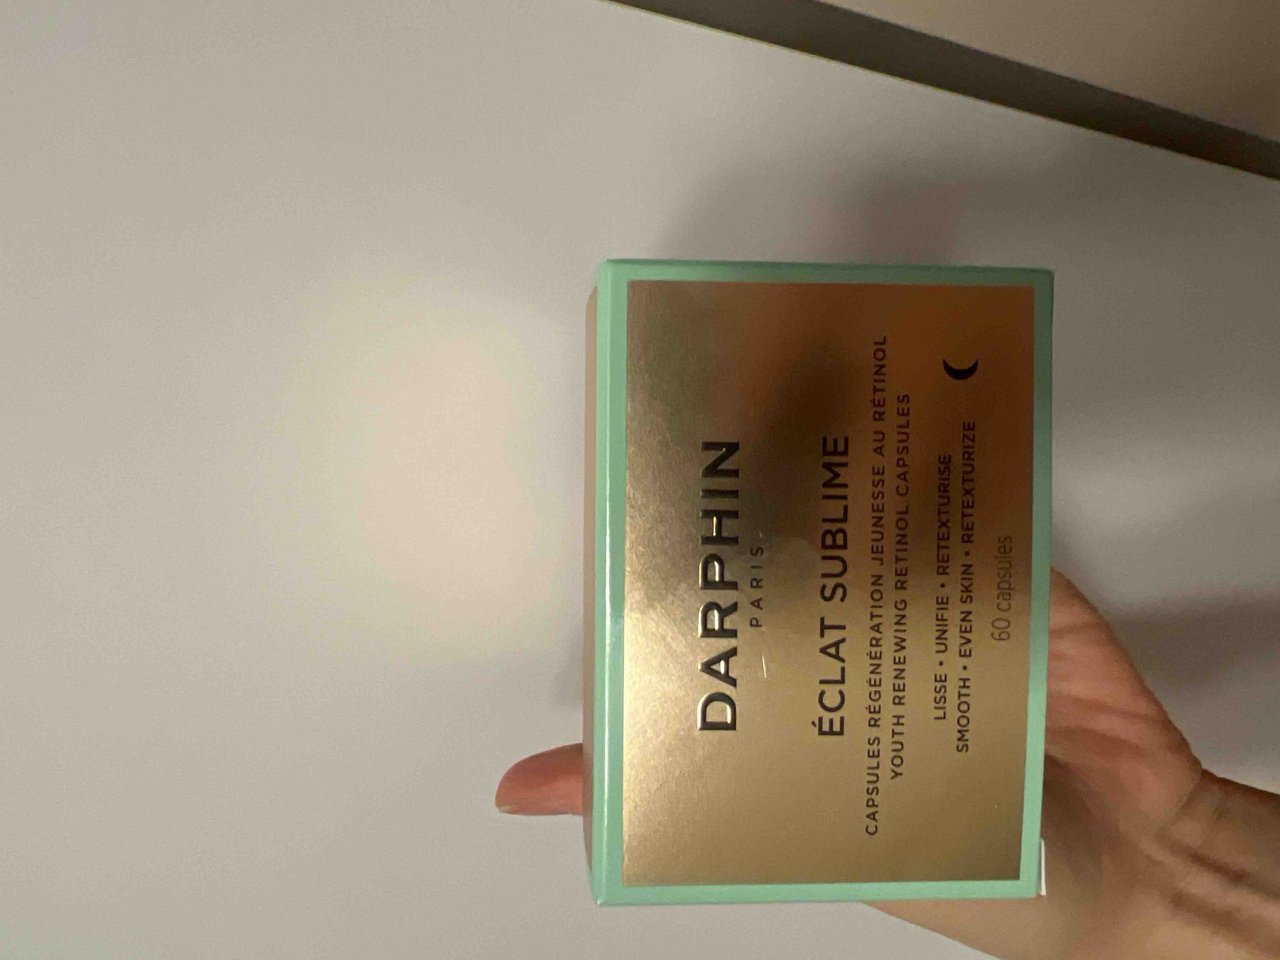 DARPHIN
PARIS
ÉCLAT SUBLIME
CAPSULES RÉGÉNÉRATION JEUNESSE AU RÉTINOL
YOUTH RENEWING RETINOL CAPSULES
LISSE • UNIFIE • RETEXTURISE
SMOOTH • EVEN SKIN • RETEXTURIZE
60 capsules